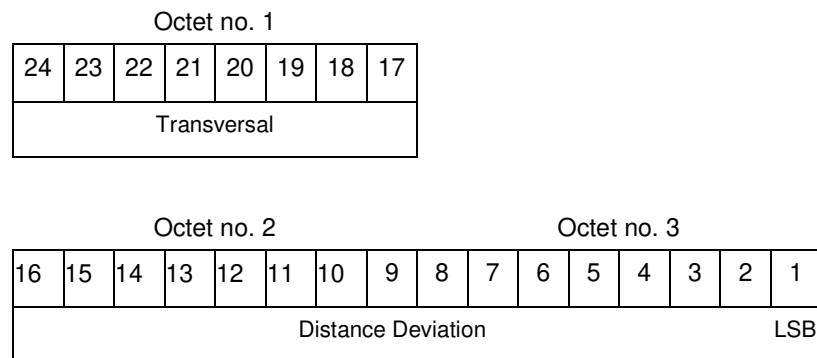 Octet no. 1
24 23 22 21 20 19 18 17
Transversal
Octet no. 2 Octet no. 3
16 15 14 13 12 11 10 9 8 7 6 5 4 3 2 1
Distance Deviation LSB